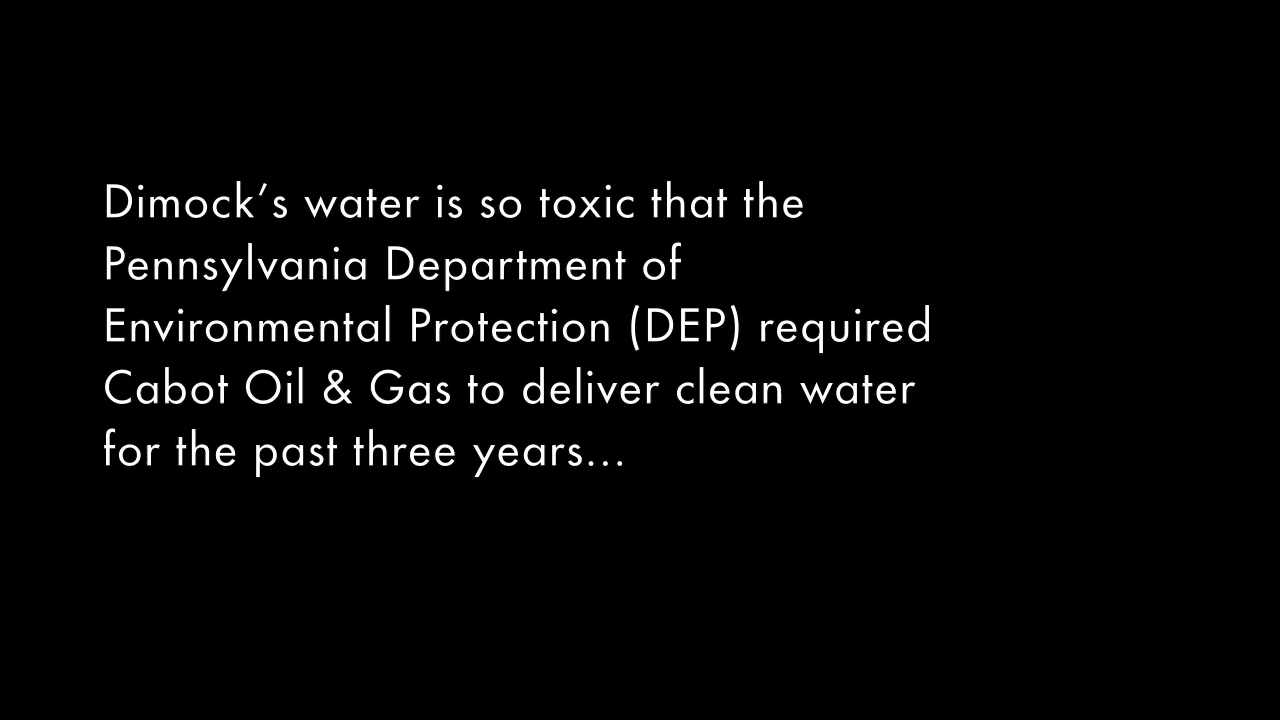 Dimock’s water is so toxic that the
Pennsylvania Department of
Environmental Protection (DEP) required
Cabot Oil & Gas to deliver clean water
for the past three years...